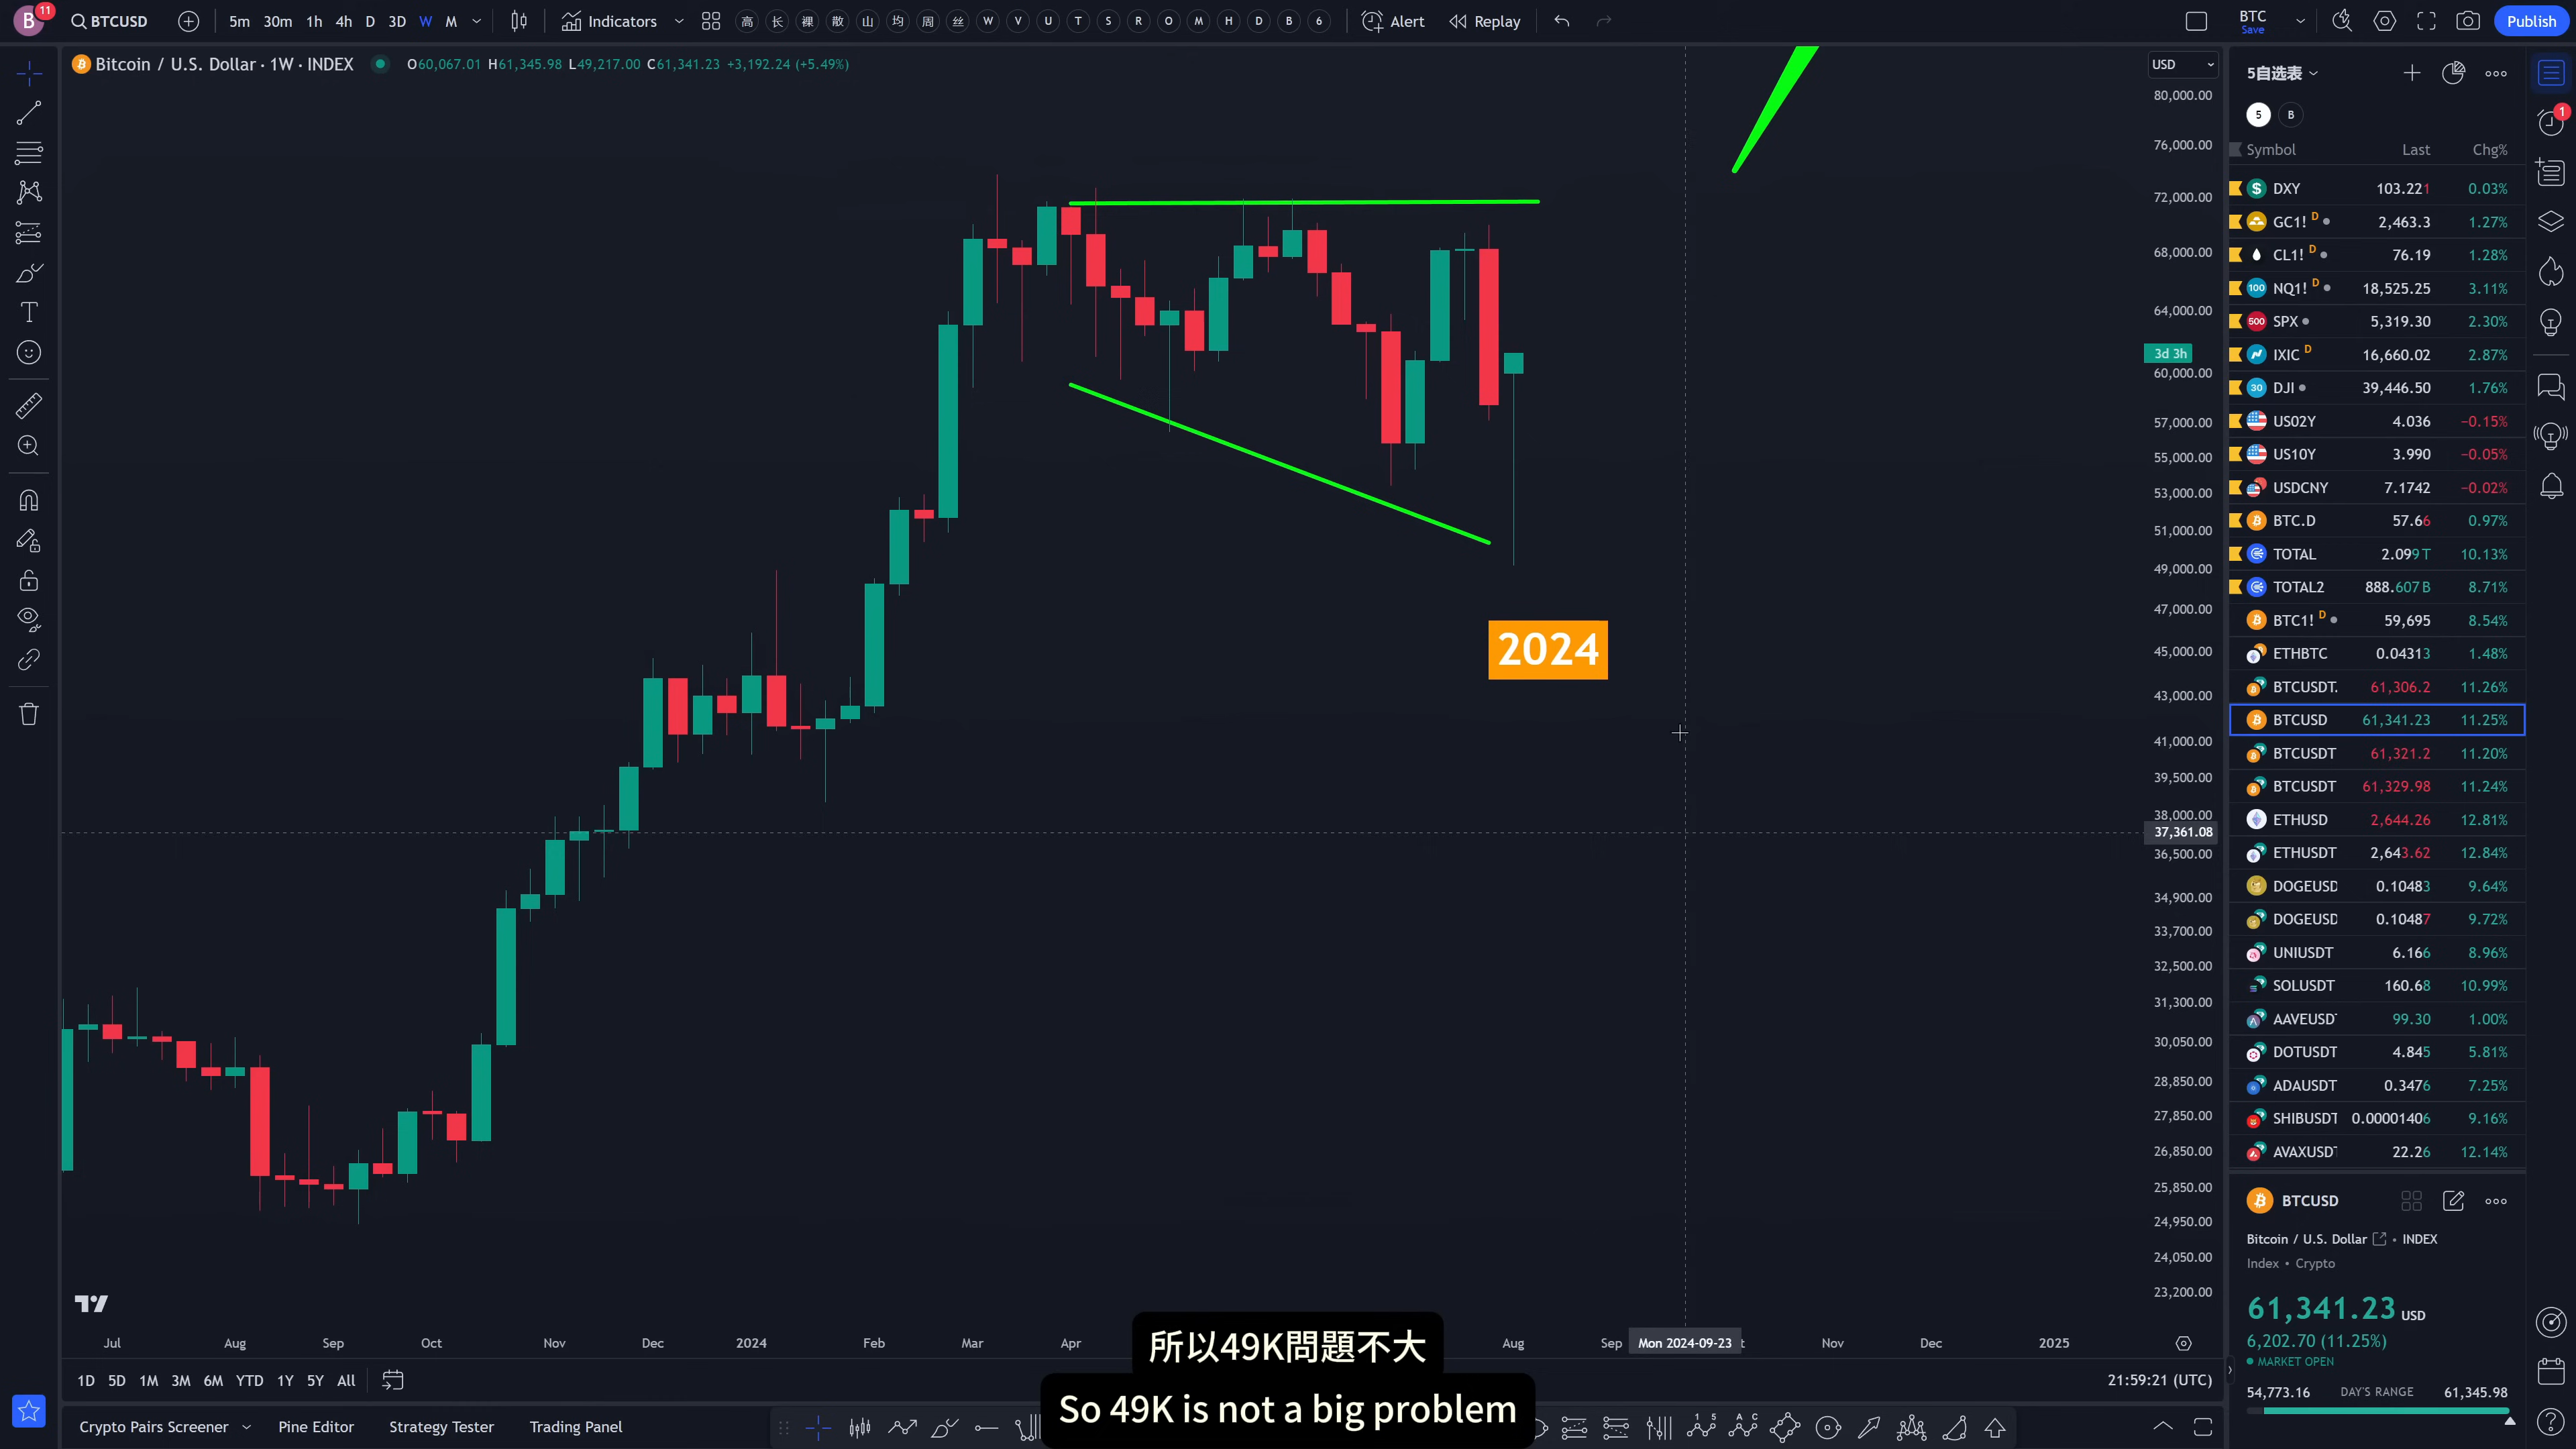 B 11 BTCUSD 5m 30m 1h 4h D 3D W M Indicators 高 长 裸 散 山 均 周 丝 W V U T S R O M H D B 6 Alert Replay BTC Save Publish
Bitcoin / U.S. Dollar · 1W · INDEX O60,067.01 H61,345.98 L49,217.00 C61,341.23 +3,192.24 (+5.49%)
USD
80,000.00
76,000.00
72,000.00
68,000.00
64,000.00
3d 3h
60,000.00
57,000.00
55,000.00
53,000.00
51,000.00
49,000.00
47,000.00
45,000.00
43,000.00
41,000.00
39,500.00
38,000.00
37,361.08
36,500.00
34,900.00
33,700.00
32,500.00
31,300.00
30,050.00
28,850.00
27,850.00
26,850.00
25,850.00
24,950.00
24,050.00
23,200.00
2024
Jul Aug Sep Oct Nov Dec 2024 Feb Mar Apr Aug Sep Mon 2024-09-23 Nov Dec 2025
所以49K問題不大
So 49K is not a big problem
1D 5D 1M 3M 6M YTD 1Y 5Y All
21:59:21 (UTC)
Crypto Pairs Screener Pine Editor Strategy Tester Trading Panel
5自选表
5 B
Symbol Last Chg%
DXY 103.221 0.03%
GC1! D 2,463.3 1.27%
CL1! D 76.19 1.28%
NQ1! D 18,525.25 3.11%
SPX 5,319.30 2.30%
IXIC D 16,660.02 2.87%
DJI 39,446.50 1.76%
US02Y 4.036 −0.15%
US10Y 3.990 −0.05%
USDCNY 7.1742 −0.02%
BTC.D 57.66 0.97%
TOTAL 2.099T 10.13%
TOTAL2 888.607B 8.71%
BTC1! D 59,695 8.54%
ETHBTC 0.04313 1.48%
BTCUSDT. 61,306.2 11.26%
BTCUSD 61,341.23 11.25%
BTCUSDT 61,321.2 11.20%
BTCUSDT 61,329.98 11.24%
ETHUSD 2,644.26 12.81%
ETHUSDT 2,643.62 12.84%
DOGEUSD 0.10483 9.64%
DOGEUSD 0.10487 9.72%
UNIUSDT 6.166 8.96%
SOLUSDT 160.68 10.99%
AAVEUSD 99.30 1.00%
DOTUSDT 4.845 5.81%
ADAUSDT 0.3476 7.25%
SHIBUSDT 0.00001406 9.16%
AVAXUSD 22.26 12.14%
BTCUSD
Bitcoin / U.S. Dollar • INDEX
Index • Crypto
61,341.23 USD
6,202.70 (11.25%)
MARKET OPEN
54,773.16 DAY'S RANGE 61,345.98
1